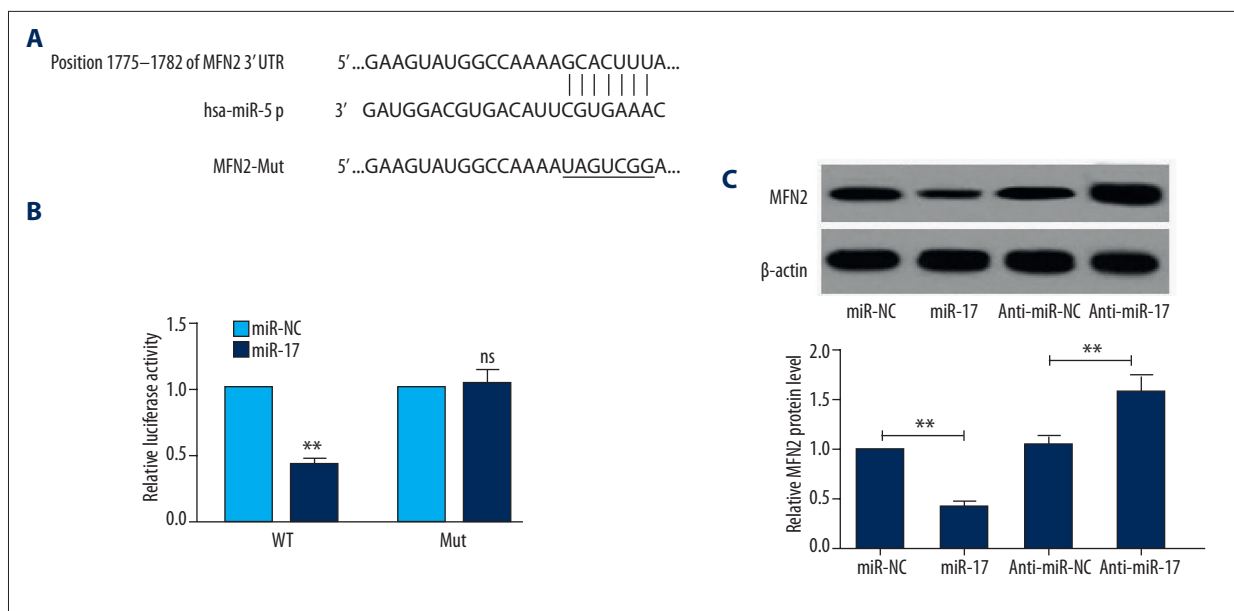 A
Position 1775–1782 of MFN2 3′ UTR 5′...GAAGUAUGGCCAAAAGCACUUUA...
hsa-miR-5 p 3′ GAUGGACGUGACAUUCGUGAAAC
MFN2-Mut 5′...GAAGUAUGGCCAAAAUAGUCGGA...
B
Relative luciferase activity
1.5
1.0
0.5
0.0
miR-NC
miR-17
**
ns
WT Mut
C
MFN2
β-actin
miR-NC miR-17 Anti-miR-NC Anti-miR-17
Relative MFN2 protein level
2.0
1.5
1.0
0.5
0.0
**
**
miR-NC miR-17 Anti-miR-NC Anti-miR-17